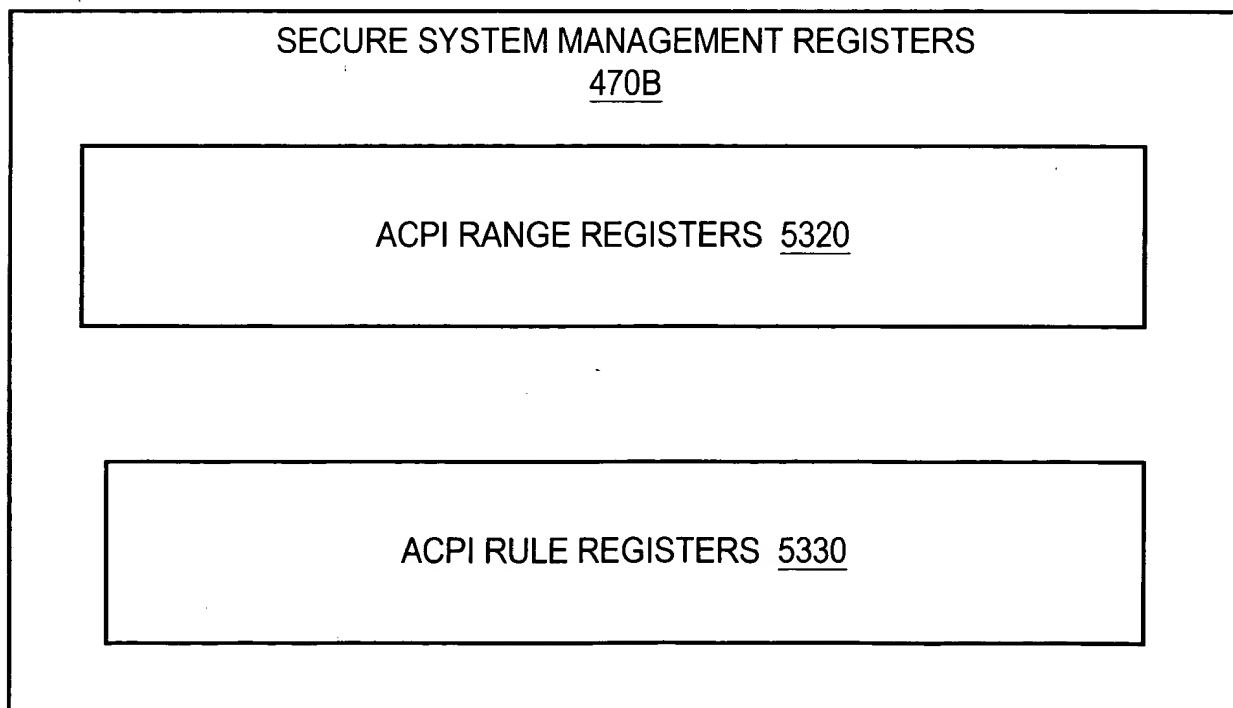 SECURE SYSTEM MANAGEMENT REGISTERS
470B
ACPI RANGE REGISTERS 5320
ACPI RULE REGISTERS 5330